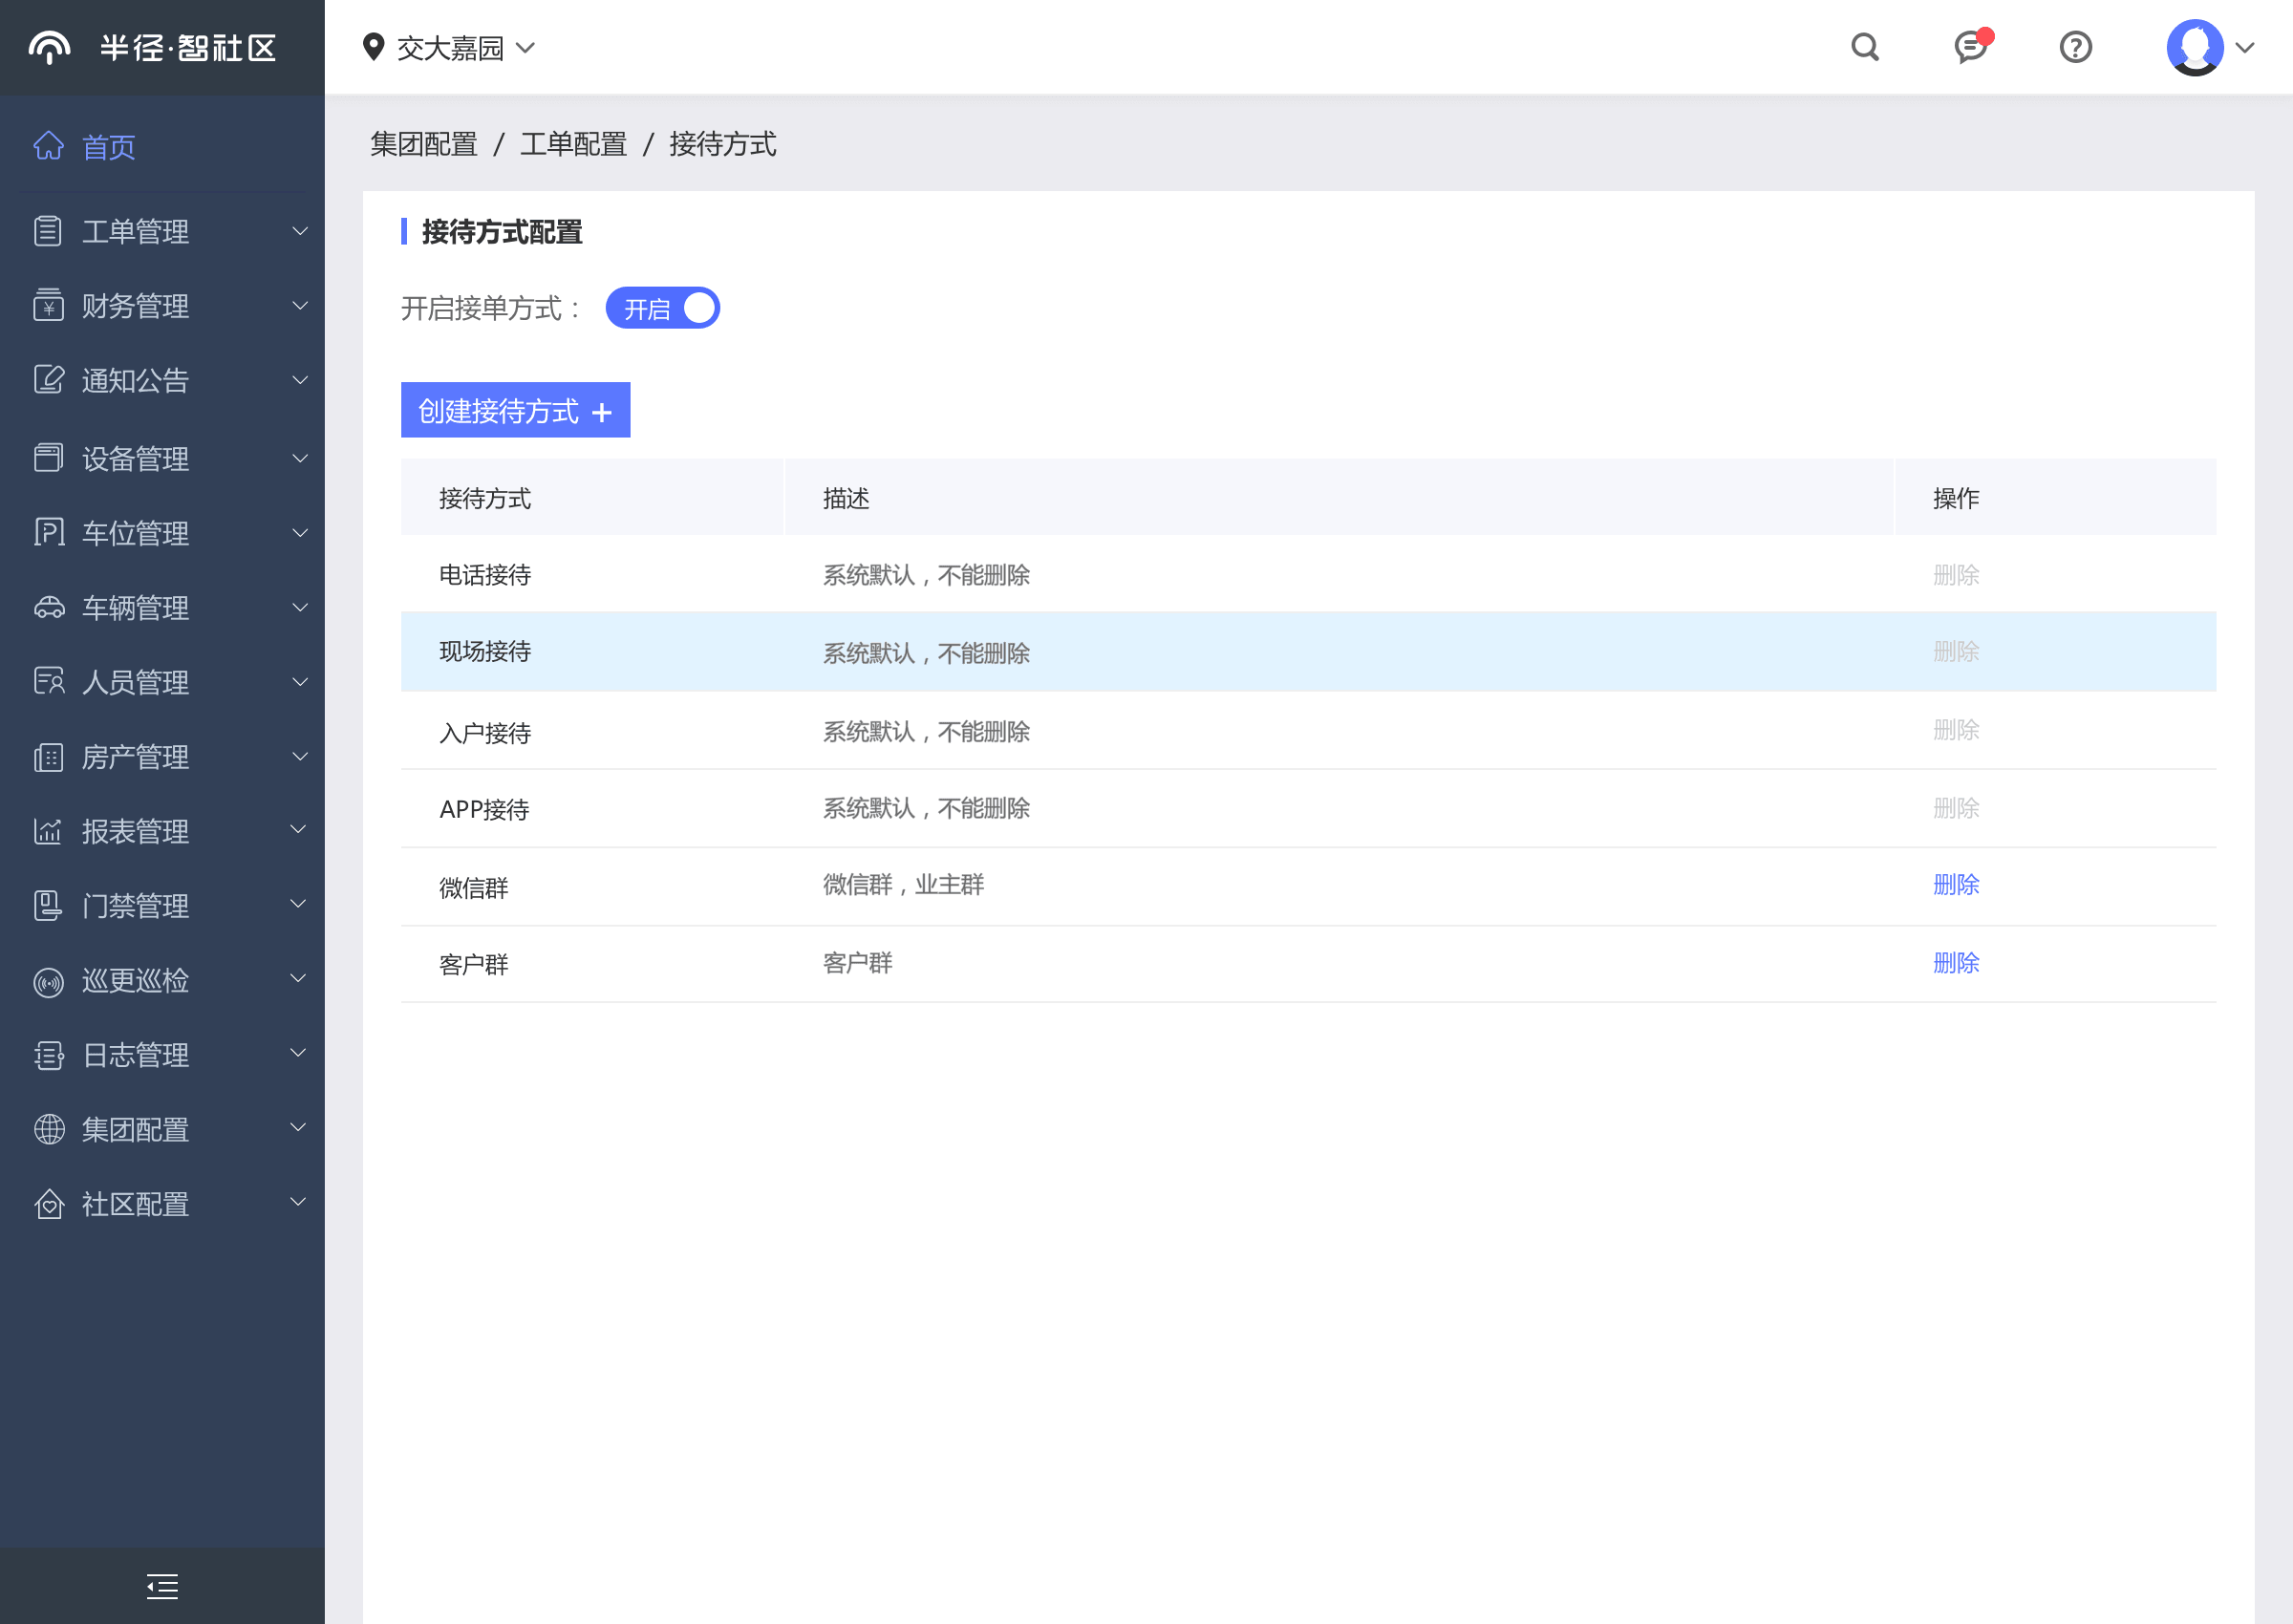 半径·智社区
交大嘉园
首页
工单管理
财务管理
通知公告
设备管理
车位管理
车辆管理
人员管理
房产管理
报表管理
门禁管理
巡更巡检
日志管理
集团配置
社区配置
集团配置 / 工单配置 / 接待方式
接待方式配置
开启接单方式： 开启
创建接待方式 +
接待方式 描述 操作
电话接待 系统默认，不能删除 删除
现场接待 系统默认，不能删除 删除
入户接待 系统默认，不能删除 删除
APP接待 系统默认，不能删除 删除
微信群 微信群，业主群 删除
客户群 客户群 删除